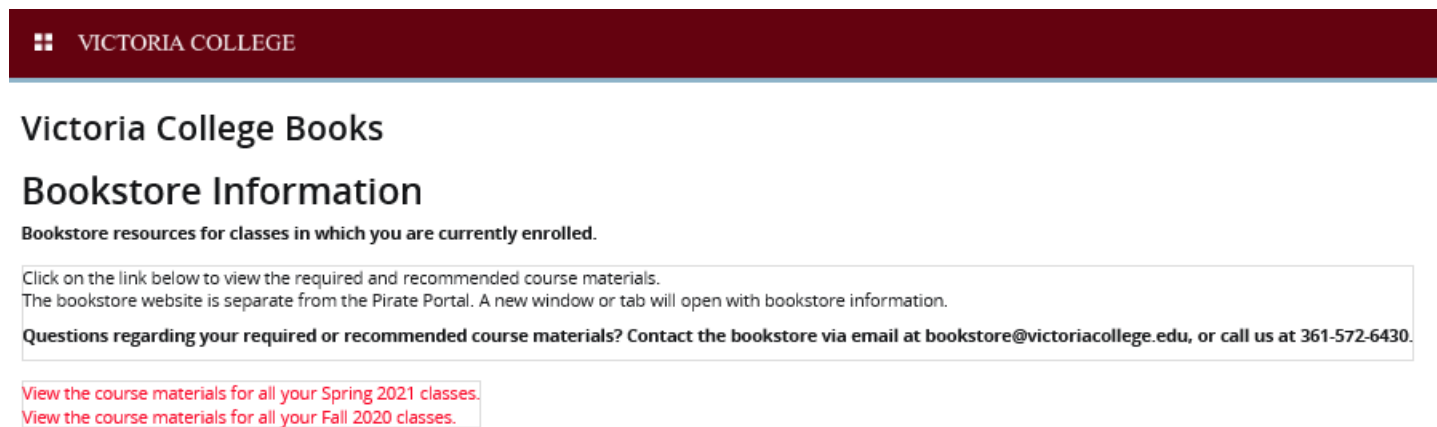 VICTORIA COLLEGE
Victoria College Books
Bookstore Information
Bookstore resources for classes in which you are currently enrolled.
Click on the link below to view the required and recommended course materials.
The bookstore website is separate from the Pirate Portal. A new window or tab will open with bookstore information.
Questions regarding your required or recommended course materials? Contact the bookstore via email at bookstore@victoriacollege.edu, or call us at 361-572-6430.
View the course materials for all your Spring 2021 classes.
View the course materials for all your Fall 2020 classes.